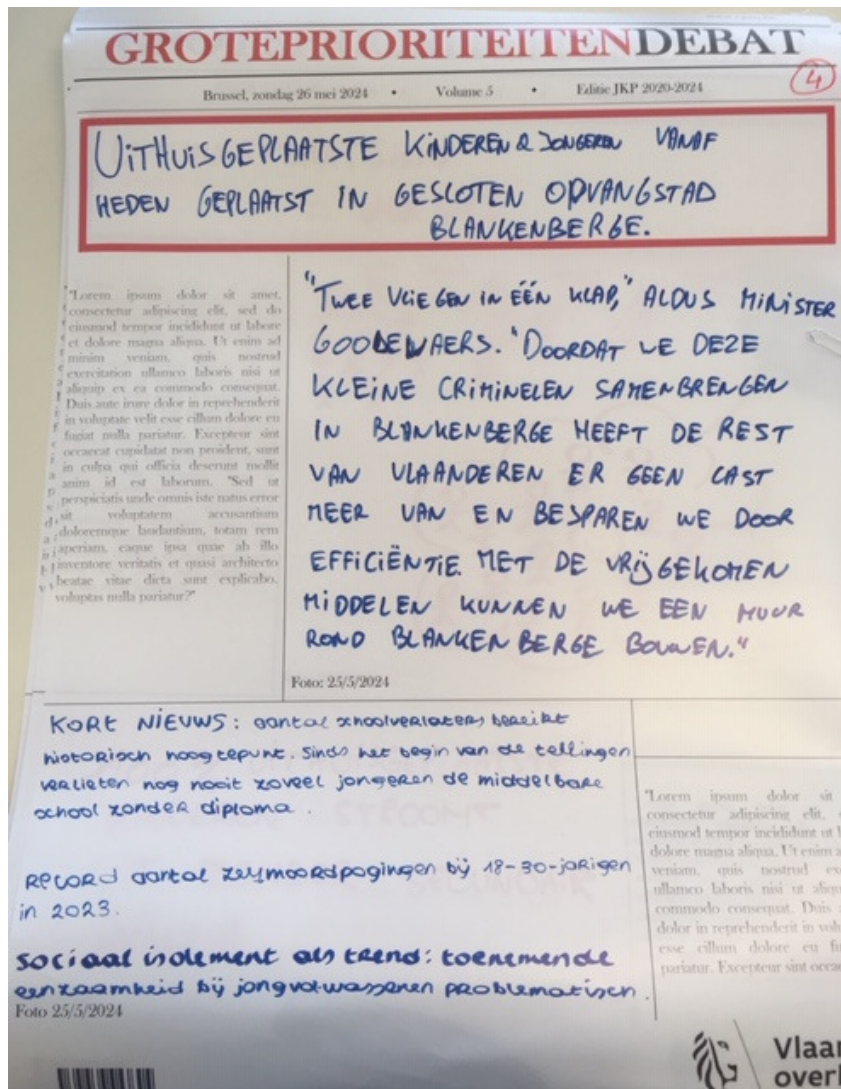 GROTEPRIORITEITENDEBAT
Brussel, zondag 26 mei 2024 • Volume 5 • Editie JKP 2020-2024
4
UITHUISGEPLAATSTE KINDEREN & JONGEREN VANAF
HEDEN GEPLAATST IN GESLOTEN OPVANGSTAD
BLANKENBERGE.
"Lorem ipsum dolor sit amet,
consectetur adipiscing elit, sed do
eiusmod tempor incididunt ut labore
et dolore magna aliqua. Ut enim ad
minim veniam, quis nostrud
exercitation ullamco laboris nisi ut
aliquip ex ea commodo consequat.
Duis aute irure dolor in reprehenderit
in voluptate velit esse cillum dolore eu
fugiat nulla pariatur. Excepteur sint
occaecat cupidatat non proident, sunt
in culpa qui officia deserunt mollit
anim id est laborum. "Sed ut
perspiciatis unde omnis iste natus error
sit voluptatem accusantium
doloremque laudantium, totam rem
aperiam, eaque ipsa quae ab illo
inventore veritatis et quasi architecto
beatae vitae dicta sunt explicabo.
voluptas nulla pariatur?"
"TWEE VLIEGEN IN ÉÉN KLAP," ALDUS MINISTER
GOODEWAERS. "DOORDAT WE DEZE
KLEINE CRIMINELEN SAMENBRENGEN
IN BLANKENBERGE HEEFT DE REST
VAN VLAANDEREN ER GEEN LAST
MEER VAN EN BESPAREN WE DOOR
EFFICIËNTIE. MET DE VRIJGEKOMEN
MIDDELEN KUNNEN WE EEN MUUR
ROND BLANKENBERGE BOUWEN."
Foto: 25/5/2024
KORT NIEUWS: aantal schoolverlaters bereikt
historisch hoogtepunt. Sinds het begin van de tellingen
verlieten nog nooit zoveel jongeren de middelbare
school zonder diploma.
RECORD aantal zelfmoordpogingen bij 18-30-jarigen
in 2023.
Sociaal isolement als trend: toenemende
eenzaamheid bij jongvolwassenen problematisch.
Foto 25/5/2024
"Lorem ipsum dolor sit
consectetur adipiscing elit,
eiusmod tempor incididunt ut l
dolore magna aliqua. Ut enim a
veniam, quis nostrud ex
ullamco laboris nisi ut aliqu
commodo consequat. Duis
dolor in reprehenderit in volu
esse cillum dolore eu fu
pariatur. Excepteur sint occae
Vlaa
over